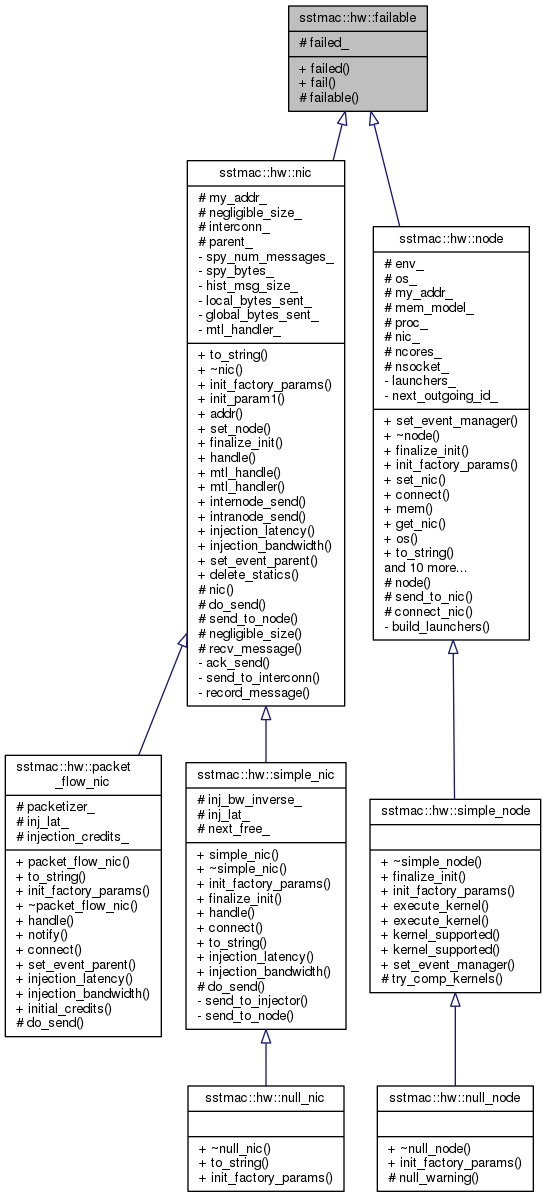 sstmac::hw::failable
# failed_
+ failed()
+ fail()
# failable()
sstmac::hw::nic
# my_addr_
# negligible_size_
# interconn_
# parent_
- spy_num_messages_
- spy_bytes_
- hist_msg_size_
- local_bytes_sent_
- global_bytes_sent_
- mtl_handler_
+ to_string()
+ ~nic()
+ init_factory_params()
+ init_param1()
+ addr()
+ set_node()
+ finalize_init()
+ handle()
+ mtl_handle()
+ mtl_handler()
+ internode_send()
+ intranode_send()
+ injection_latency()
+ injection_bandwidth()
+ set_event_parent()
+ delete_statics()
# nic()
# do_send()
# send_to_node()
# negligible_size()
# recv_message()
- ack_send()
- send_to_interconn()
- record_message()
sstmac::hw::node
# env_
# os_
# my_addr_
# mem_model_
# proc_
# nic_
# ncores_
# nsocket_
- launchers_
- next_outgoing_id_
+ set_event_manager()
+ ~node()
+ finalize_init()
+ init_factory_params()
+ set_nic()
+ connect()
+ mem()
+ get_nic()
+ os()
+ to_string()
and 10 more...
# node()
# send_to_nic()
# connect_nic()
- build_launchers()
sstmac::hw::packet
_flow_nic
# packetizer_
# inj_lat_
# injection_credits_
+ packet_flow_nic()
+ to_string()
+ init_factory_params()
+ ~packet_flow_nic()
+ handle()
+ notify()
+ connect()
+ set_event_parent()
+ injection_latency()
+ injection_bandwidth()
+ initial_credits()
# do_send()
sstmac::hw::simple_nic
# inj_bw_inverse_
# inj_lat_
# next_free_
+ simple_nic()
+ ~simple_nic()
+ init_factory_params()
+ finalize_init()
+ handle()
+ connect()
+ to_string()
+ injection_latency()
+ injection_bandwidth()
# do_send()
- send_to_injector()
- send_to_node()
sstmac::hw::simple_node
+ ~simple_node()
+ finalize_init()
+ init_factory_params()
+ execute_kernel()
+ execute_kernel()
+ kernel_supported()
+ kernel_supported()
+ set_event_manager()
# try_comp_kernels()
sstmac::hw::null_nic
+ ~null_nic()
+ to_string()
+ init_factory_params()
sstmac::hw::null_node
+ ~null_node()
+ init_factory_params()
# null_warning()